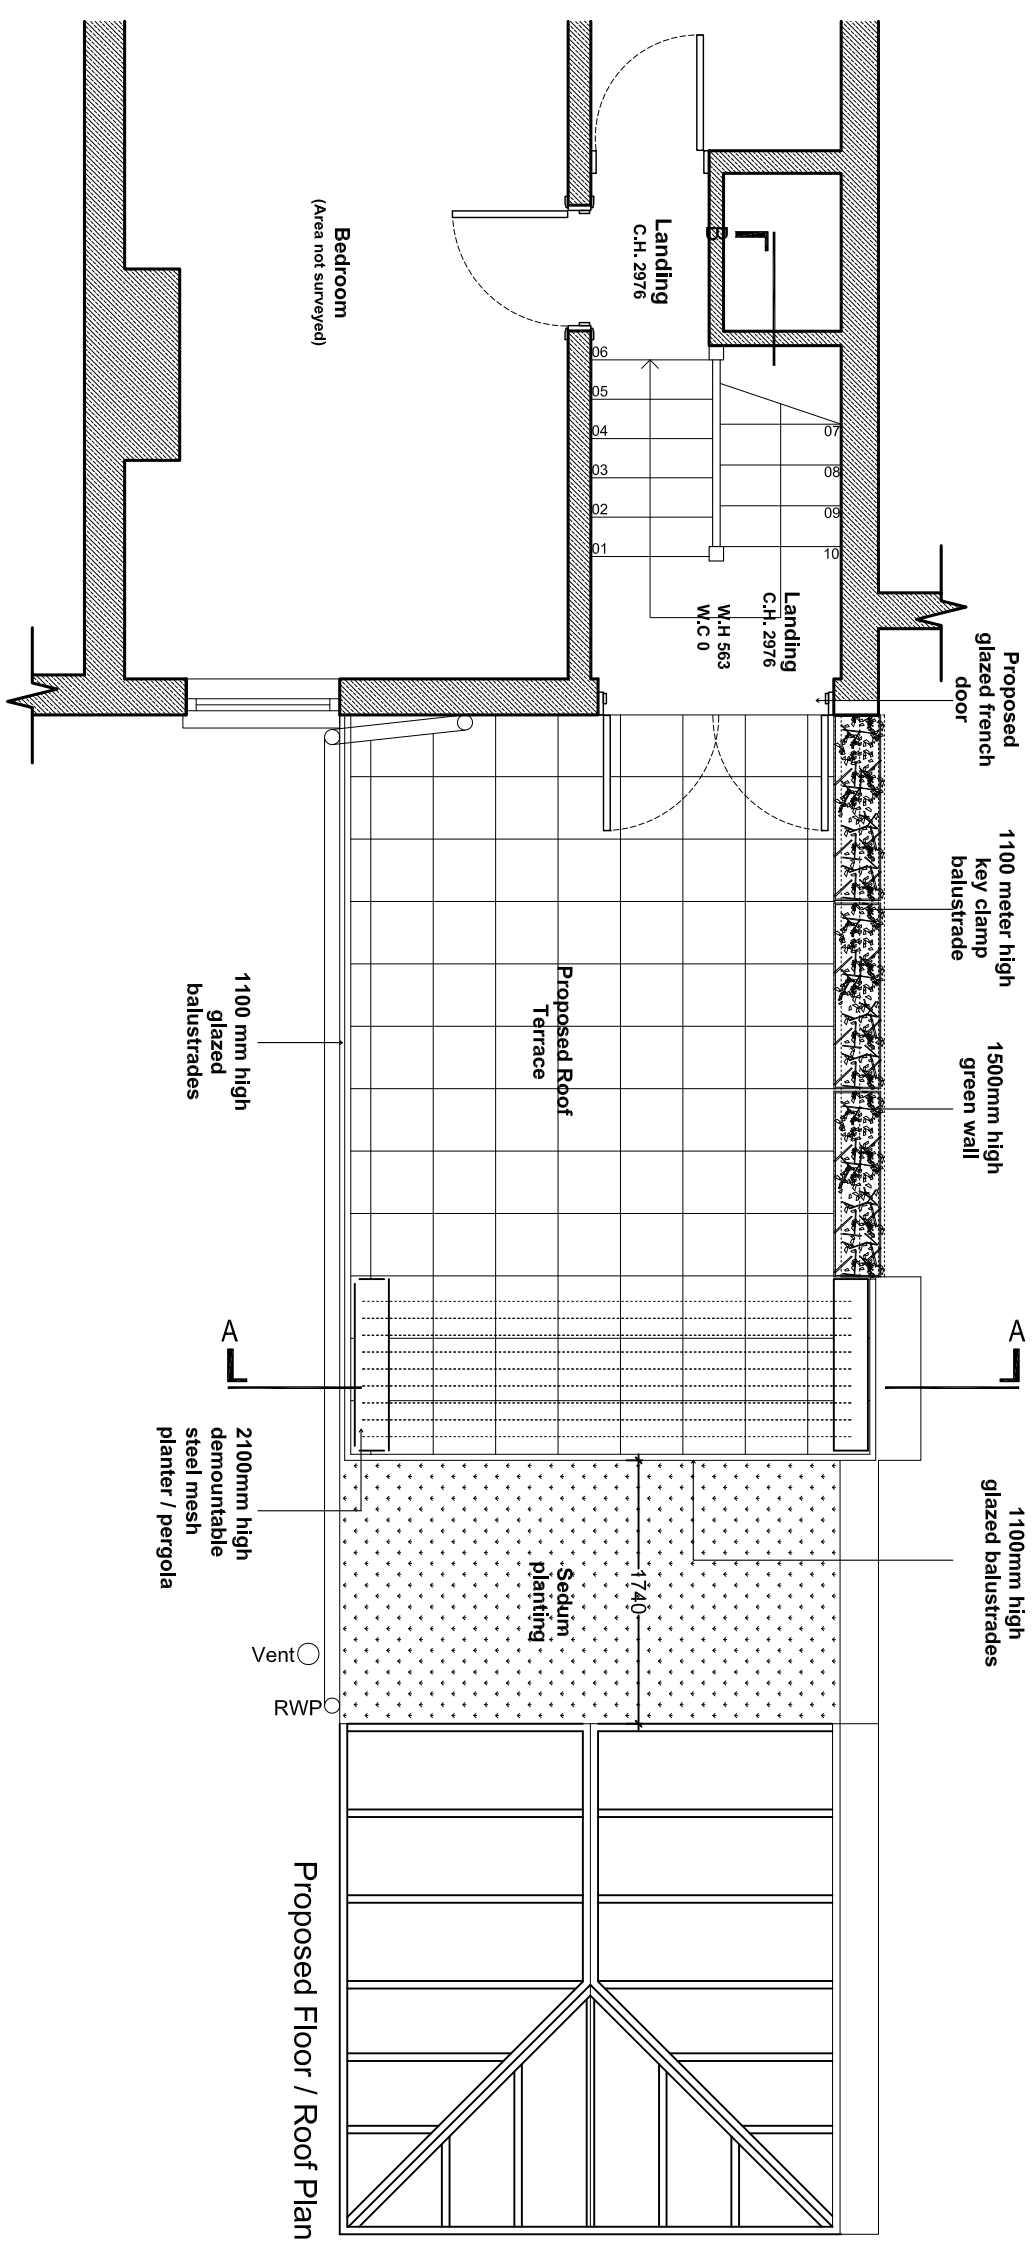 Proposed
glazed french
door
1100 meter high
key clamp
balustrade
1500mm high
green wall
1100mm high
glazed balustrades
A
A
B
Landing
C.H. 2976
06
05
04
03
02
01
07
08
09
10
Landing
C.H. 2976
W.H 563
W.C 0
Bedroom
(Area not surveyed)
Proposed Roof
Terrace
Sedum
planting
1740
1100 mm high
glazed
balustrades
2100mm high
demountable
steel mesh
planter / pergola
Vent
RWP
Proposed Floor / Roof Plan